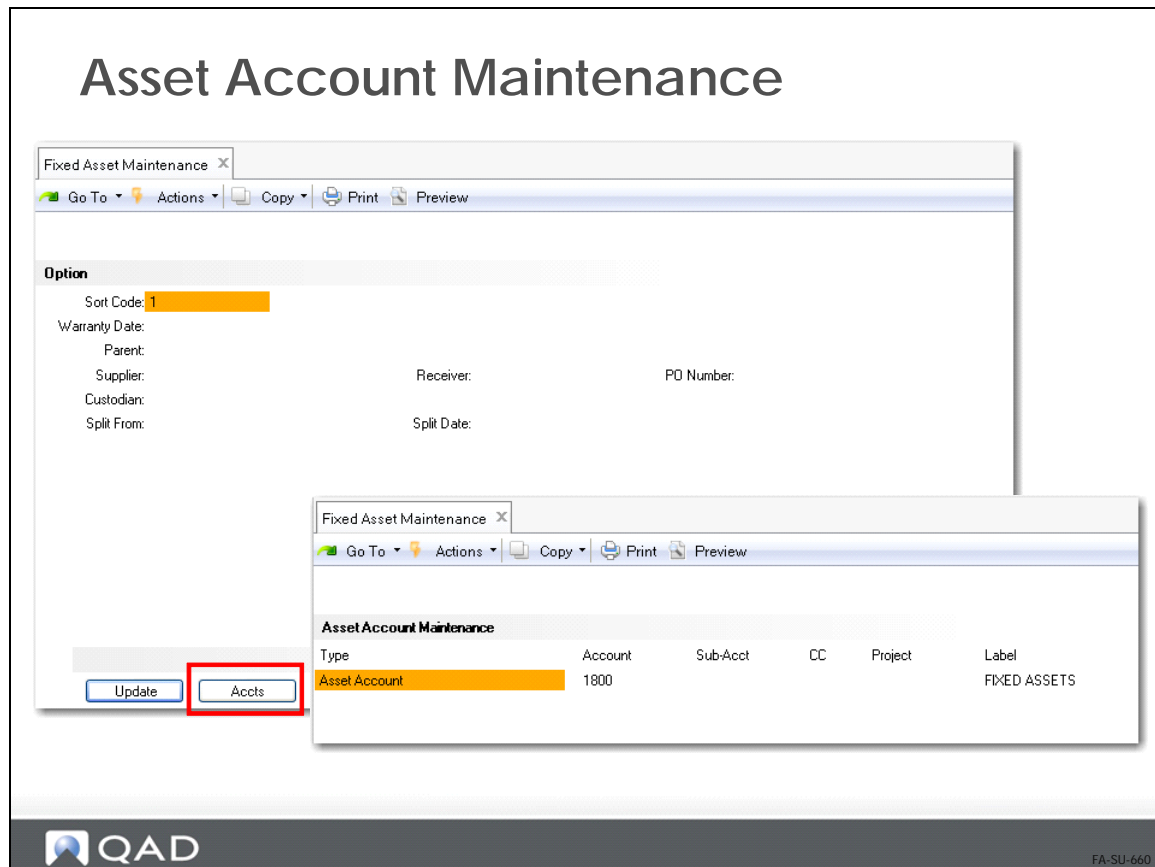 Asset Account Maintenance
Fixed Asset Maintenance X
Go To Actions Copy Print Preview
Option
Sort Code: 1
Warranty Date:
Parent:
Supplier: Receiver: PO Number:
Custodian:
Split From: Split Date:
Update Accts
Fixed Asset Maintenance X
Go To Actions Copy Print Preview
Asset Account Maintenance
Type Account Sub-Acct CC Project Label
Asset Account 1800 FIXED ASSETS
QAD
FA-SU-660